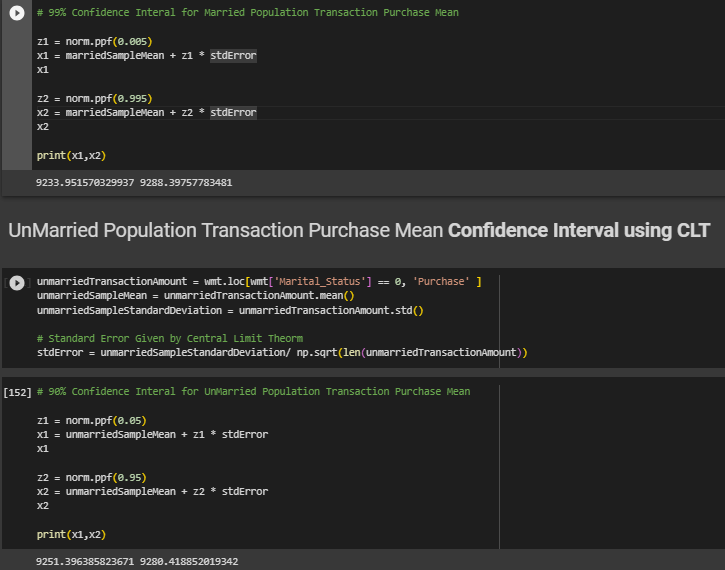 # 99% Confidence Interal for Married Population Transaction Purchase Mean
z1 = norm.ppf(0.005)
x1 = marriedSampleMean + z1 * stdError
x1
z2 = norm.ppf(0.995)
x2 = marriedSampleMean + z2 * stdError
x2
print(x1,x2)
9233.951570329937 9288.39757783481
UnMarried Population Transaction Purchase Mean Confidence Interval using CLT
unmarriedTransactionAmount = wmt.loc[wmt['Marital_Status'] == 0, 'Purchase' ]
unmarriedSampleMean = unmarriedTransactionAmount.mean()
unmarriedSampleStandardDeviation = unmarriedTransactionAmount.std()
# Standard Error Given by Central Limit Theorm
stdError = unmarriedSampleStandardDeviation/ np.sqrt(len(unmarriedTransactionAmount))
[152] # 90% Confidence Interal for UnMarried Population Transaction Purchase Mean
z1 = norm.ppf(0.05)
x1 = unmarriedSampleMean + z1 * stdError
x1
z2 = norm.ppf(0.95)
x2 = unmarriedSampleMean + z2 * stdError
x2
print(x1,x2)
9251.396385823671 9280.418852019342